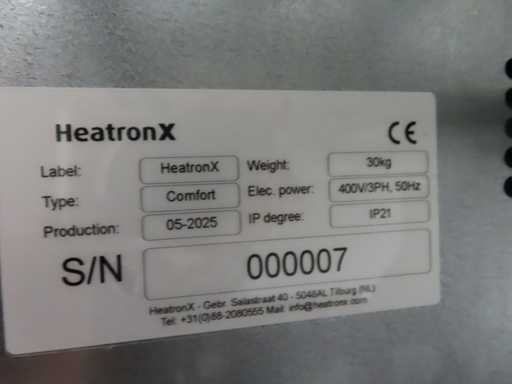 HeatronX CE
Label: HeatronX Weight: 30kg
Type: Comfort Elec. power: 400V/3PH, 50Hz
Production: 05-2025 IP degree: IP21
S/N 000007
HeatronX - Gebr. Salastraat 40 - 5048AL Tilburg (NL)
Tel: +31(0)88-2080555 Mail: info@heatronx.com